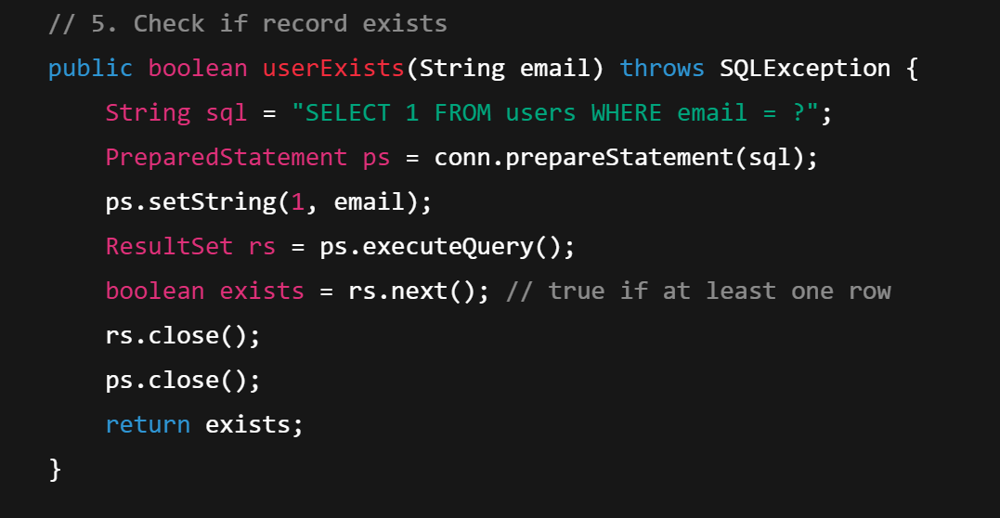 // 5. Check if record exists
public boolean userExists(String email) throws SQLException {
    String sql = "SELECT 1 FROM users WHERE email = ?";
    PreparedStatement ps = conn.prepareStatement(sql);
    ps.setString(1, email);
    ResultSet rs = ps.executeQuery();
    boolean exists = rs.next(); // true if at least one row
    rs.close();
    ps.close();
    return exists;
}